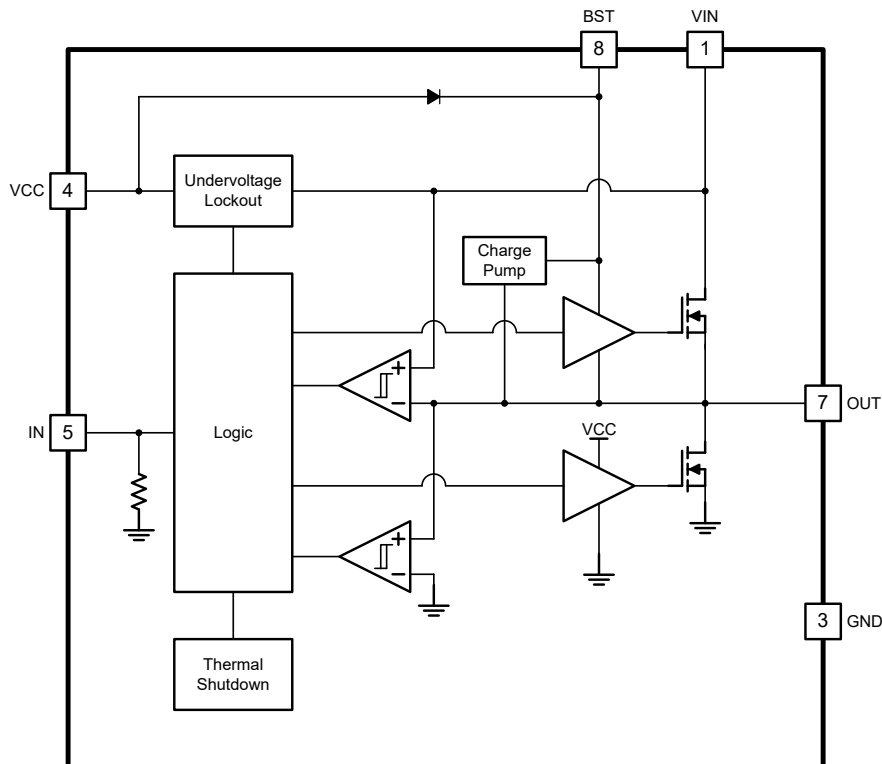 BST
VIN
8
1
VCC
4
Undervoltage
Lockout
Charge
Pump
+
−
7
OUT
IN
5
Logic
VCC
+
−
3
GND
Thermal
Shutdown